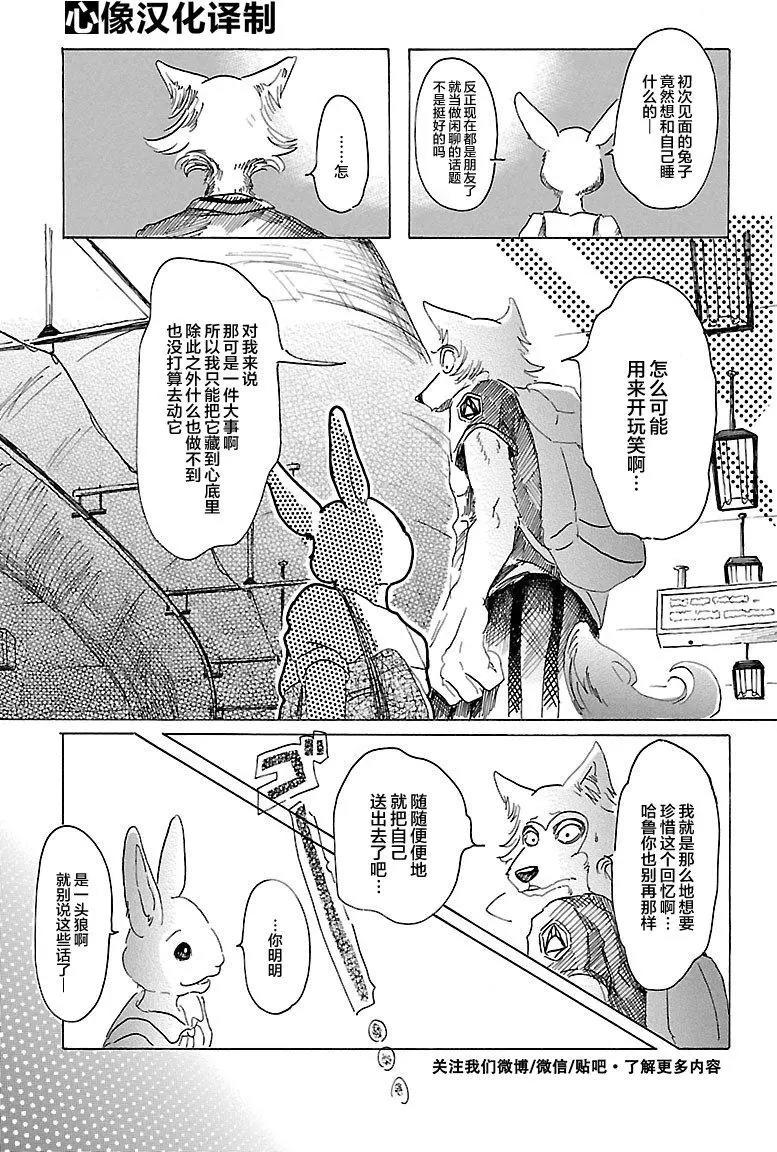 心像汉化译制
初次见面的兔子
竟然想和自己睡
什么的—
反正现在都是朋友了
就当做闲聊的话题
不是挺好的吗
……
怎
怎么可能
用来开玩笑啊…
对我来说
那可是一件大事啊
所以我只能把它藏到心底里
除此之外什么也做不到
也没打算去动它
我就是那么地想要
珍惜这个回忆啊…
哈鲁你也别再那样
随随便便地
就把自己
送出去了吧…
ゴ
…你明明
是一头狼啊
就别说这些话了—
关注我们微博/微信/贴吧·了解更多内容